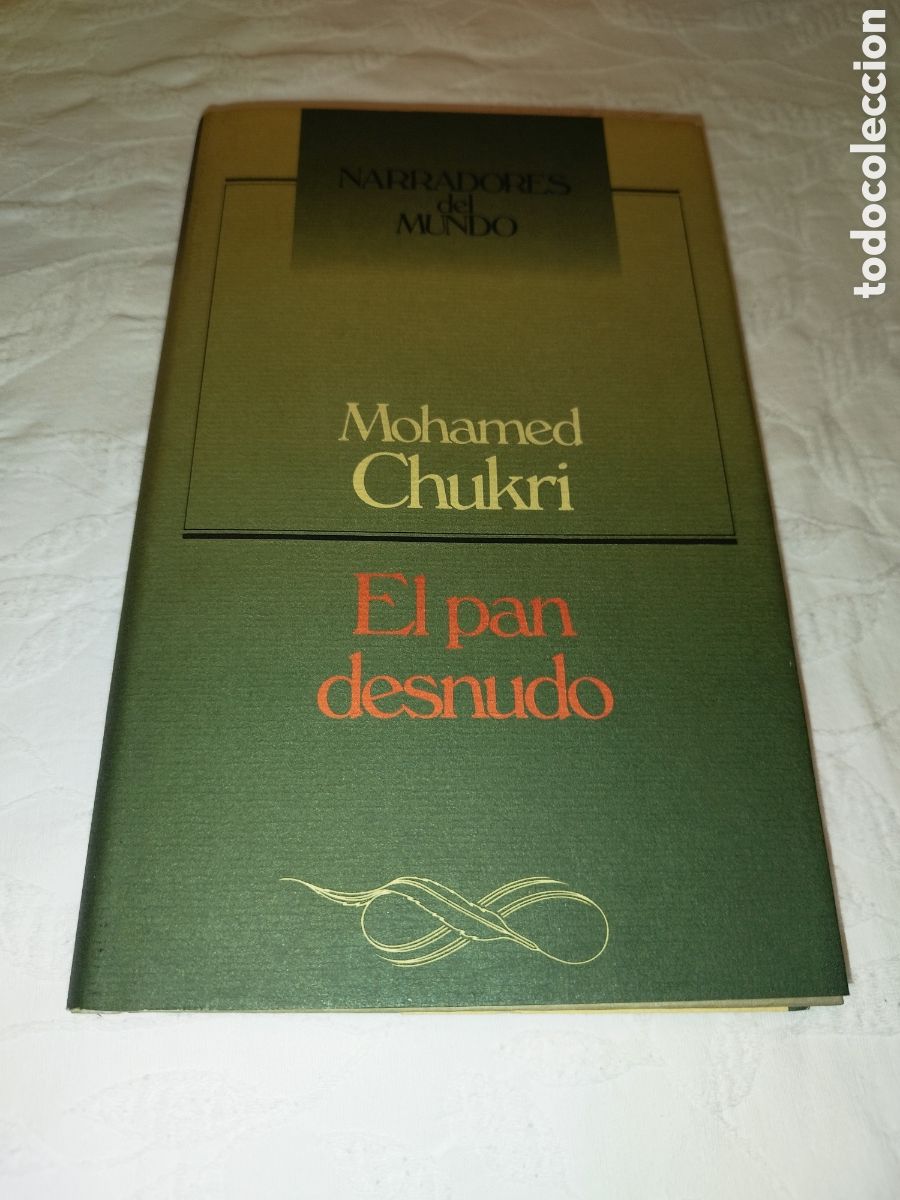 NARRADORES
del
MUNDO
Mohamed
Chukri
El pan
desnudo
todocoleccion